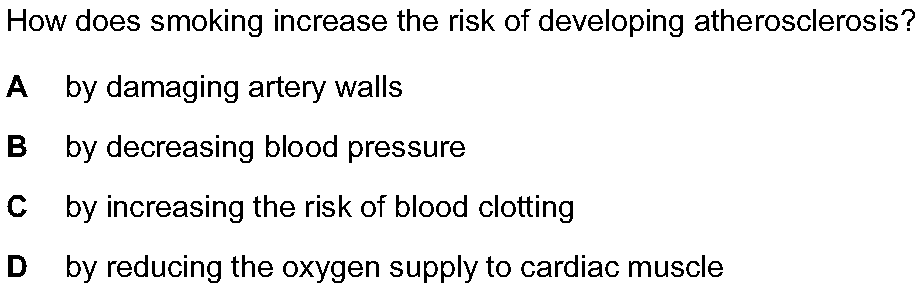 How does smoking increase the risk of developing atherosclerosis?
A by damaging artery walls
B by decreasing blood pressure
C by increasing the risk of blood clotting
D by reducing the oxygen supply to cardiac muscle